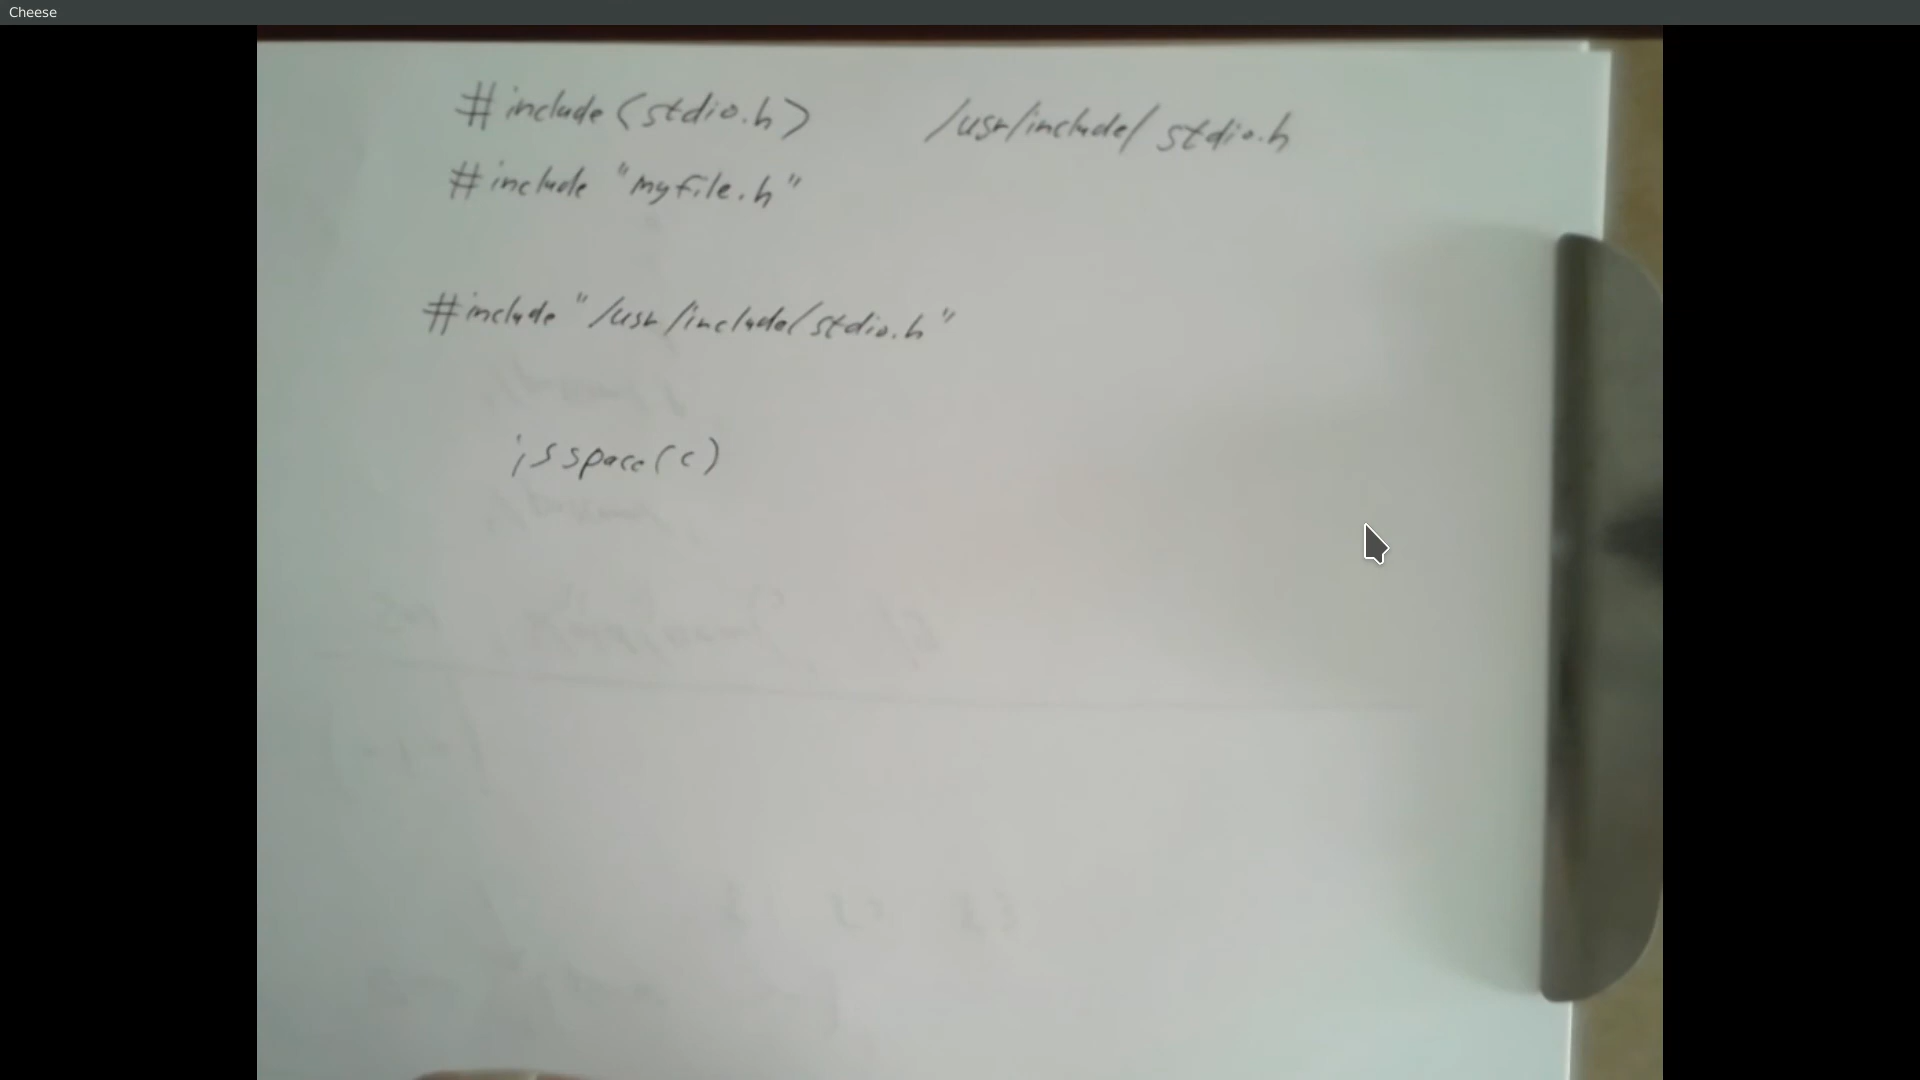 Cheese
#include <stdio.h> /usr/include/stdio.h
#include "myfile.h"
#include "/usr/include/stdio.h"
isspace(c)